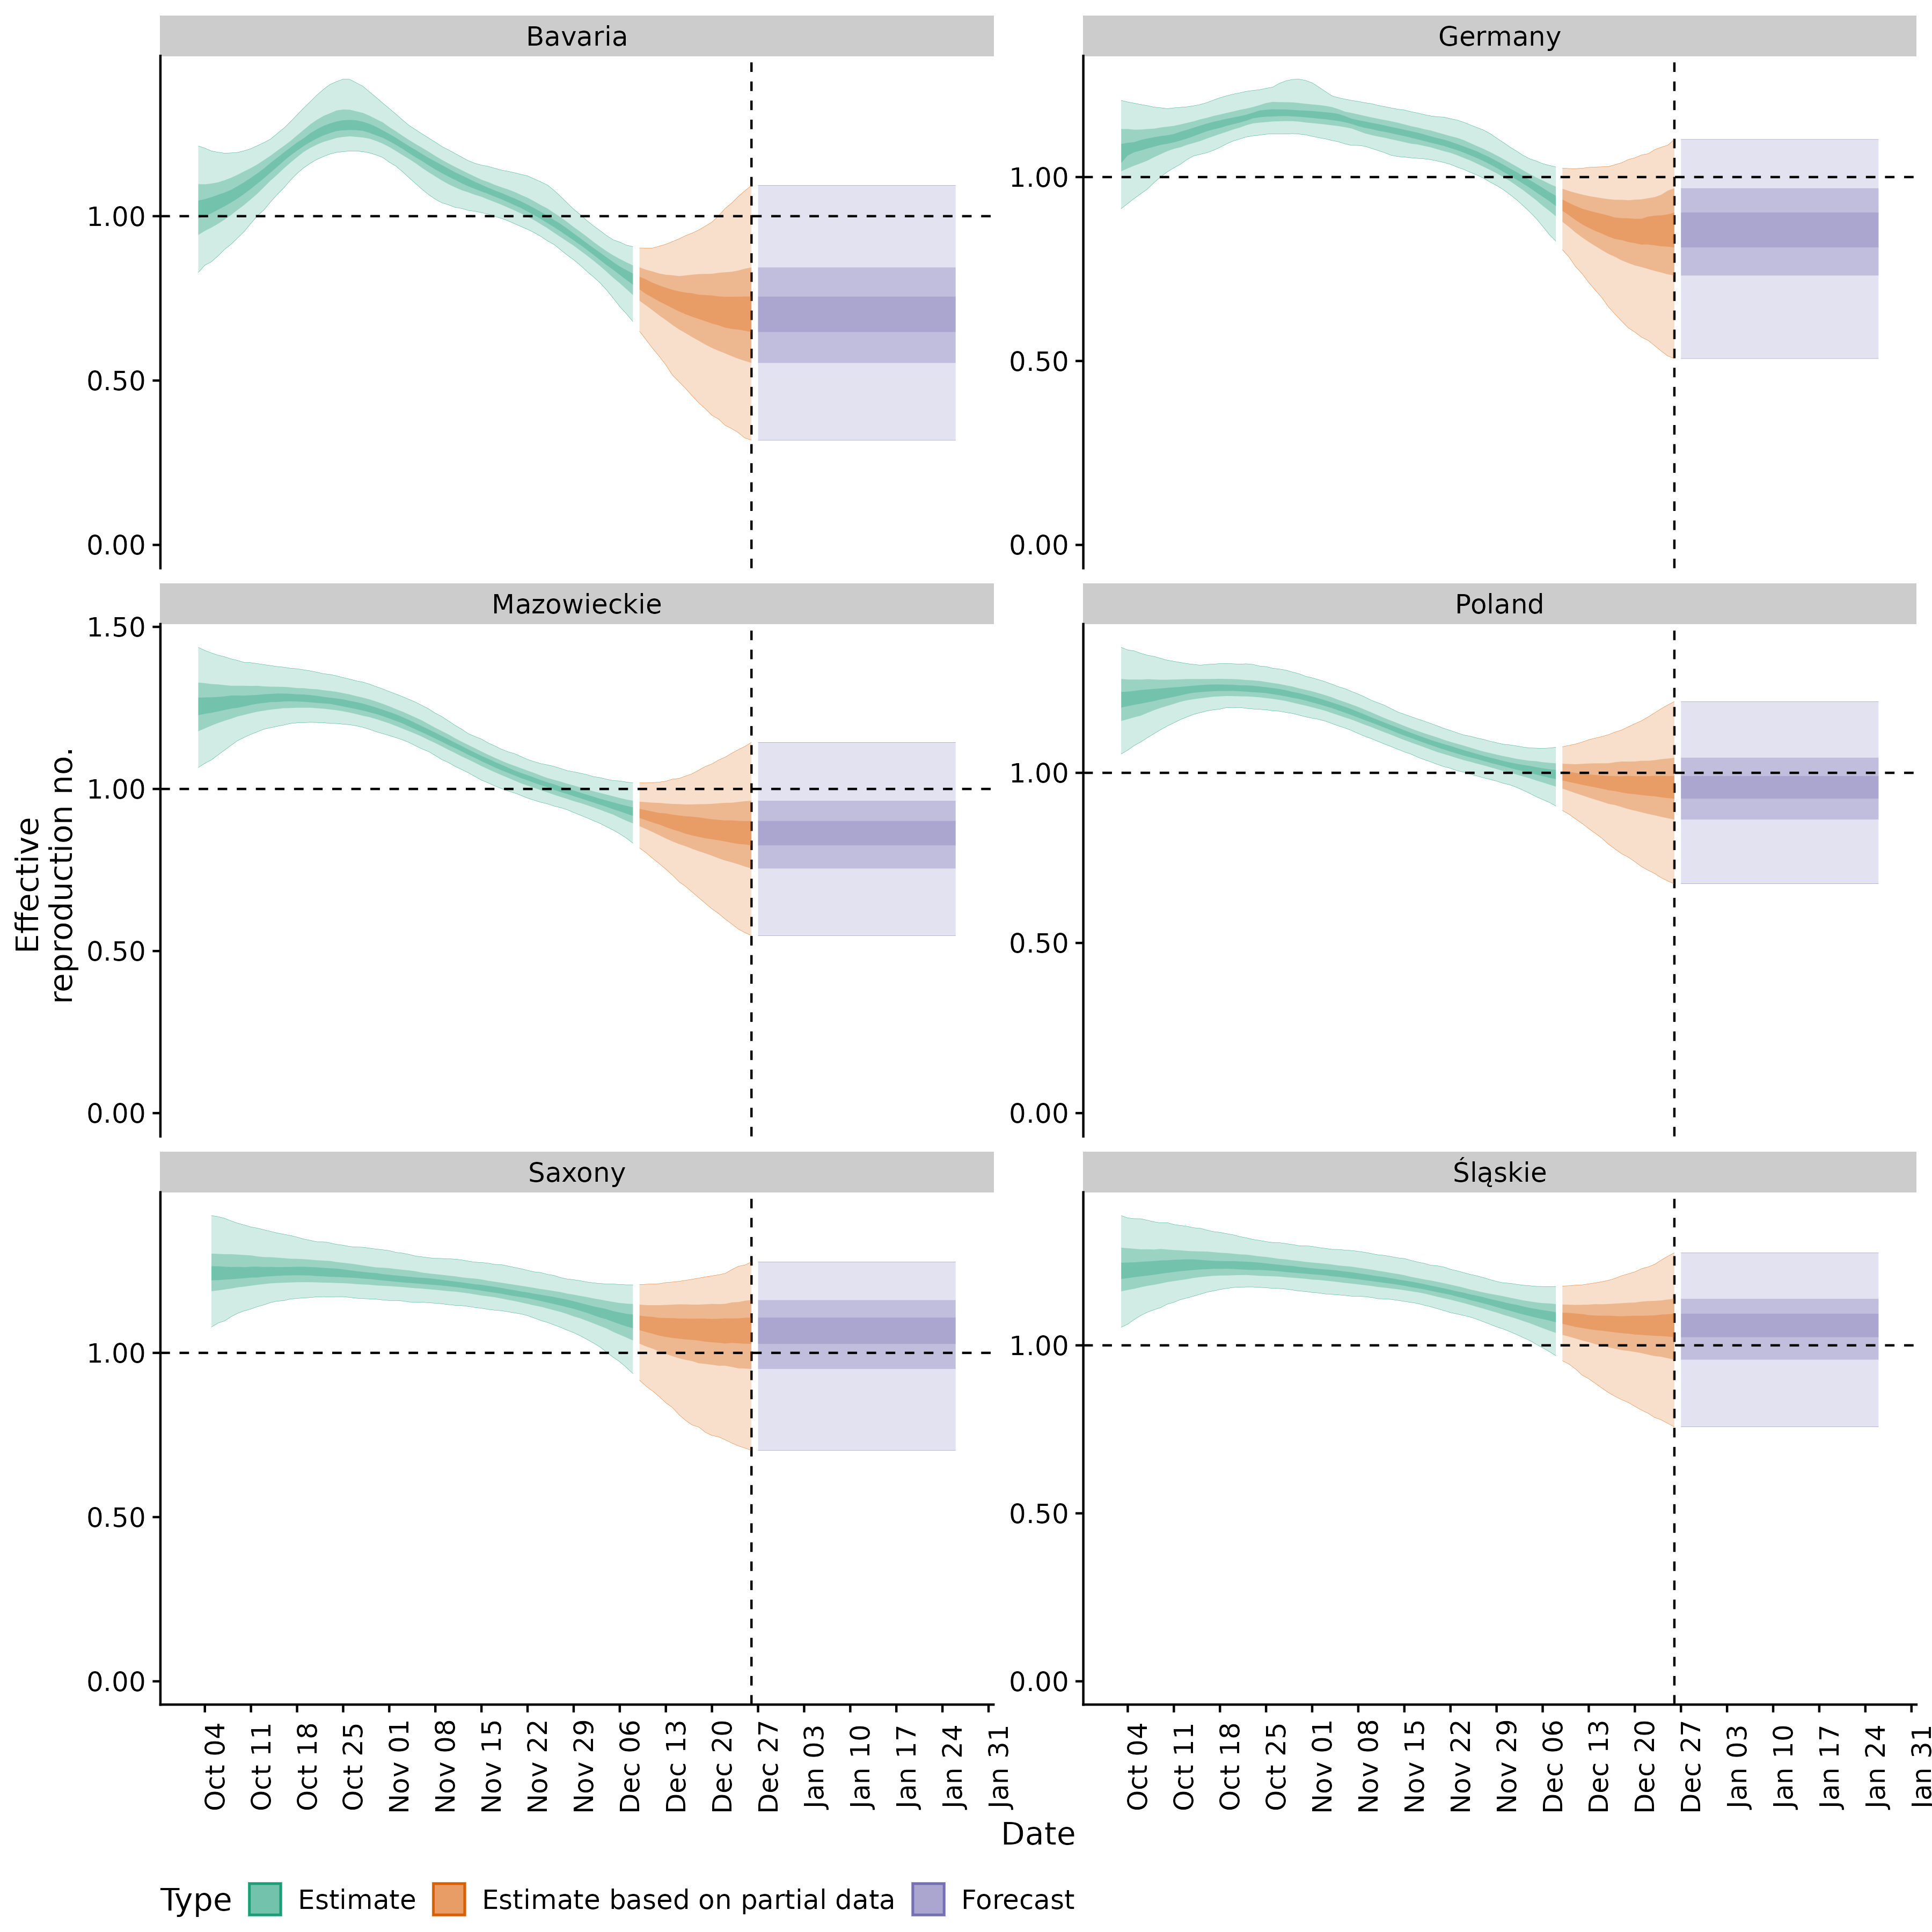 Bavaria
Germany
1.00
0.50
0.00
1.00
0.50
0.00
Mazowieckie
Poland
1.50
1.00
0.50
0.00
1.00
0.50
0.00
Effective
reproduction no.
Saxony
Śląskie
1.00
0.50
0.00
1.00
0.50
0.00
Oct 04
Oct 11
Oct 18
Oct 25
Nov 01
Nov 08
Nov 15
Nov 22
Nov 29
Dec 06
Dec 13
Dec 20
Dec 27
Jan 03
Jan 10
Jan 17
Jan 24
Jan 31
Oct 04
Oct 11
Oct 18
Oct 25
Nov 01
Nov 08
Nov 15
Nov 22
Nov 29
Dec 06
Dec 13
Dec 20
Dec 27
Jan 03
Jan 10
Jan 17
Jan 24
Jan 31
Date
Type Estimate Estimate based on partial data Forecast